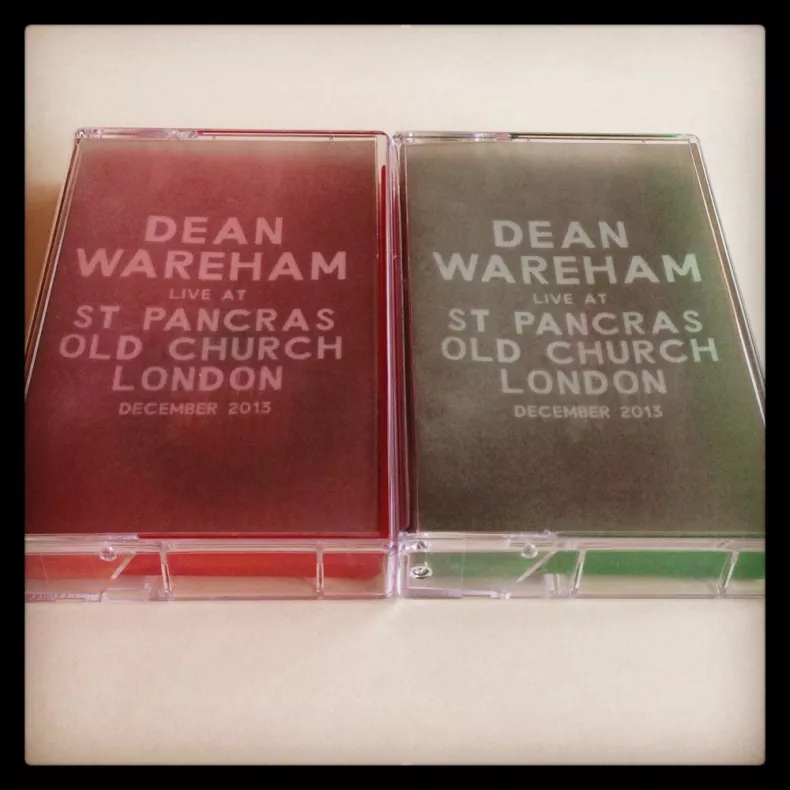 DEAN
WAREHAM
LIVE AT
ST PANCRAS
OLD CHURCH
LONDON
DECEMBER 2013
DEAN
WAREHAM
LIVE AT
ST PANCRAS
OLD CHURCH
LONDON
DECEMBER 2013